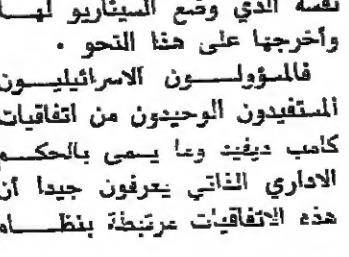 نفسه الذي وضع السيناريو لها
وأخرجها على هذا النحو .
فالمسؤولون الاسرائيليون
المستفيدون الوحيدون من اتفاقيات
كامب ديفيد وما يسمى بالحكم
الاداري الذاتي يعرفون جيدا أن
هذه الاتفاقيات مرتبطة بنظام